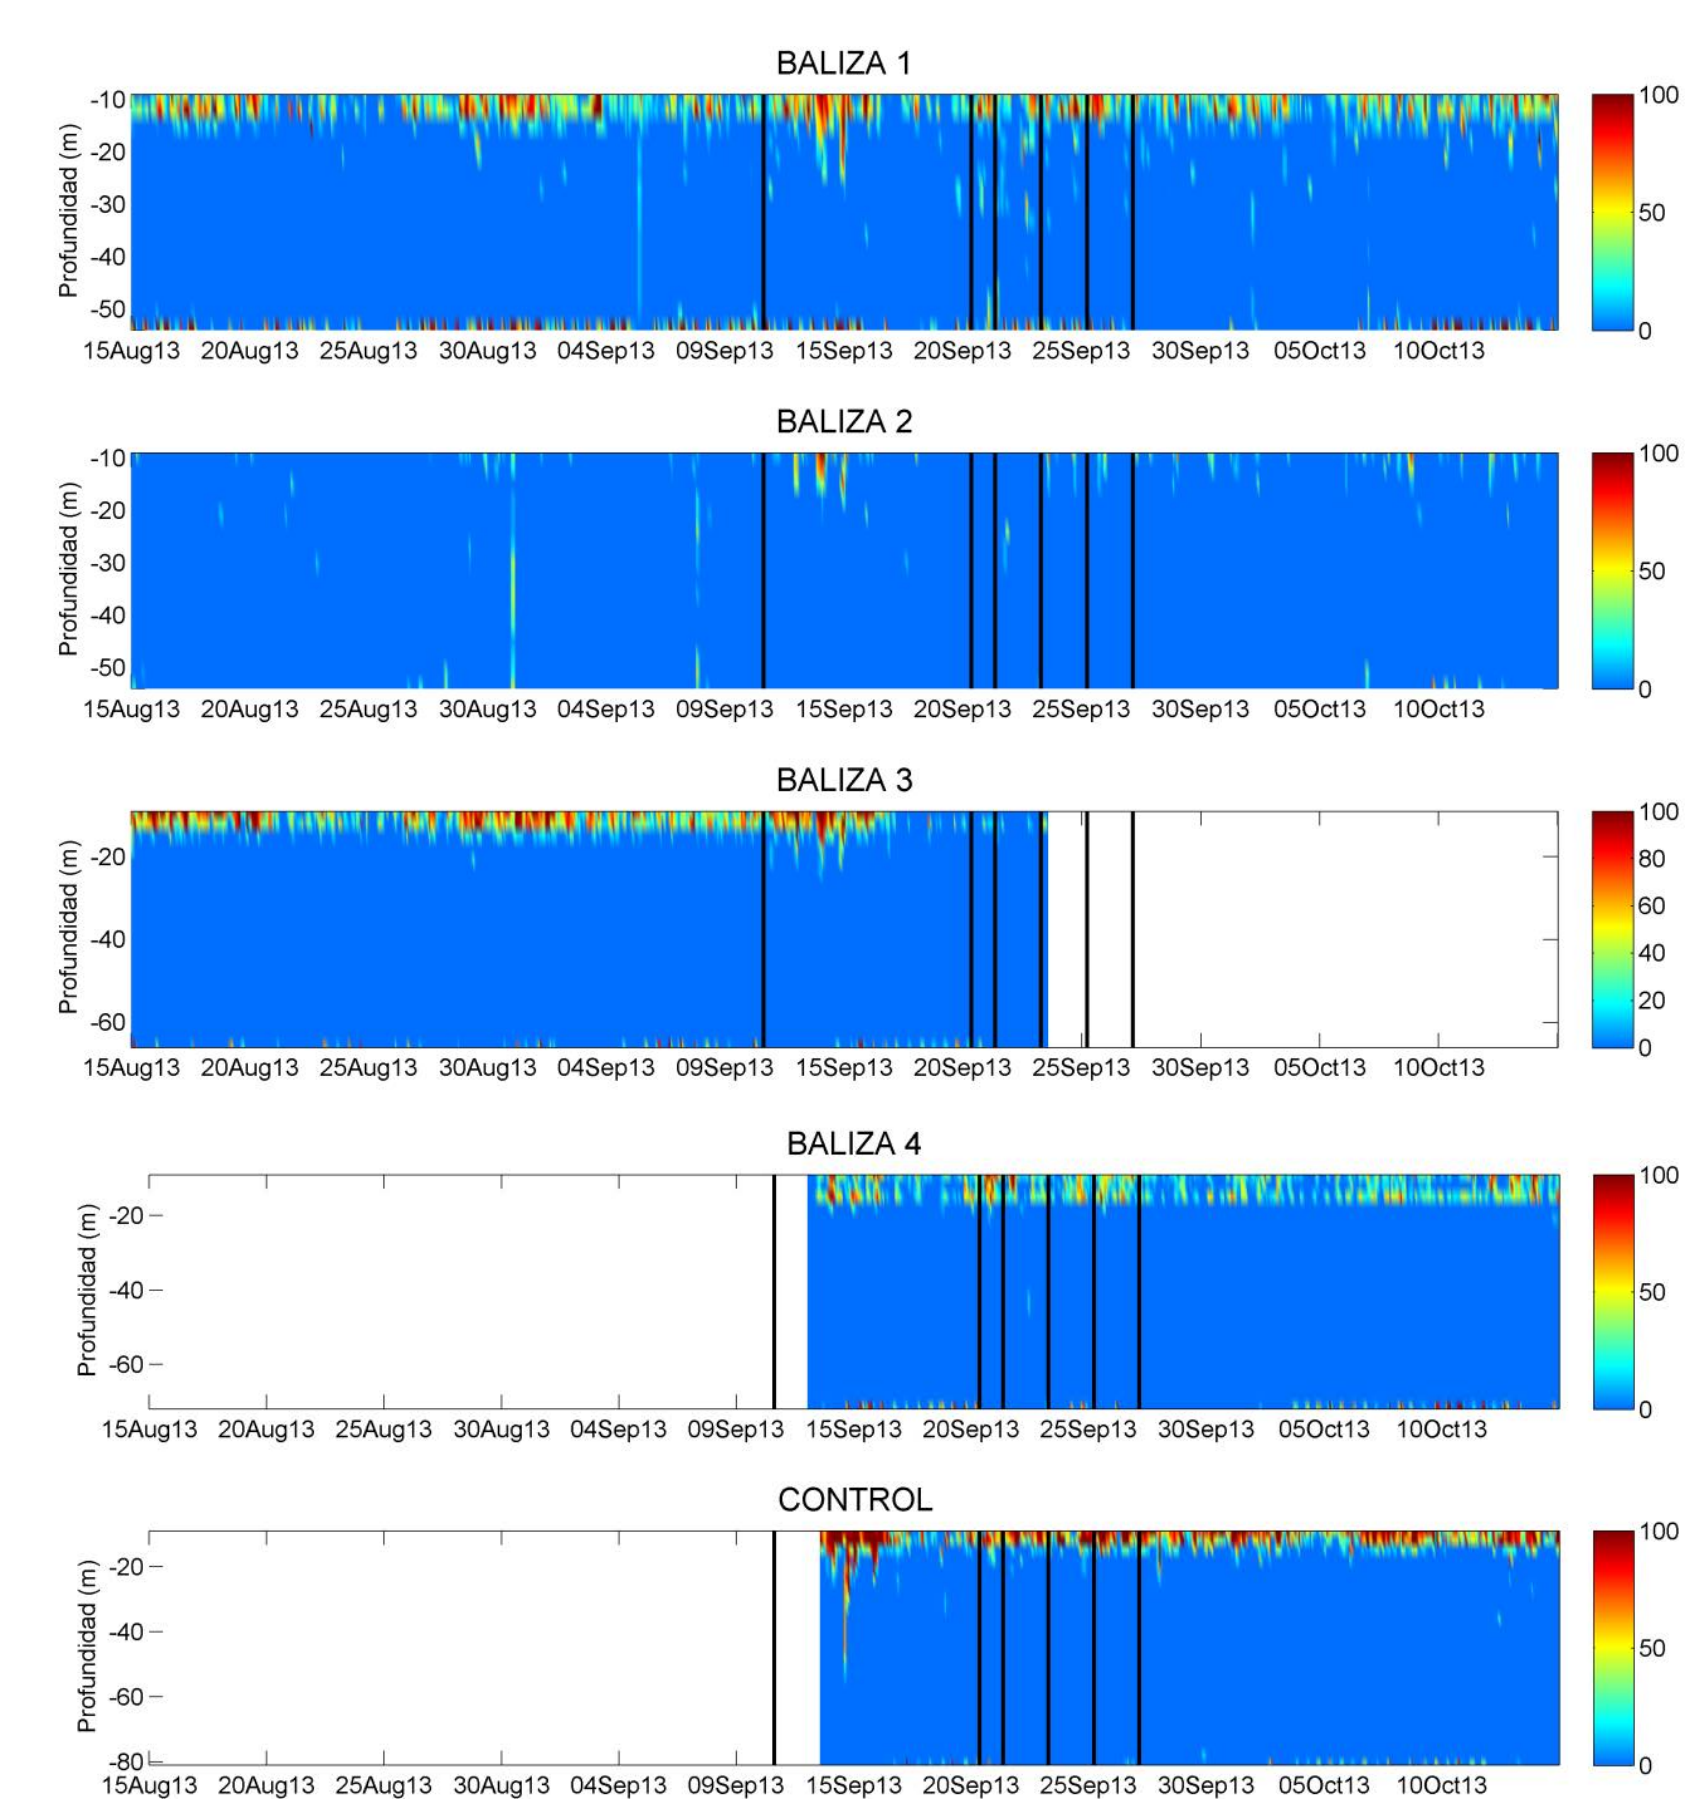 BALIZA 1
Profundidad (m)
-10
-20
-30
-40
-50
15Aug13 20Aug13 25Aug13 30Aug13 04Sep13 09Sep13 15Sep13 20Sep13 25Sep13 30Sep13 05Oct13 10Oct13
100
50
0
BALIZA 2
Profundidad (m)
-10
-20
-30
-40
-50
15Aug13 20Aug13 25Aug13 30Aug13 04Sep13 09Sep13 15Sep13 20Sep13 25Sep13 30Sep13 05Oct13 10Oct13
100
50
0
BALIZA 3
Profundidad (m)
-20
-40
-60
15Aug13 20Aug13 25Aug13 30Aug13 04Sep13 09Sep13 15Sep13 20Sep13 25Sep13 30Sep13 05Oct13 10Oct13
100
80
60
40
20
0
BALIZA 4
Profundidad (m)
-20
-40
-60
15Aug13 20Aug13 25Aug13 30Aug13 04Sep13 09Sep13 15Sep13 20Sep13 25Sep13 30Sep13 05Oct13 10Oct13
100
50
0
CONTROL
Profundidad (m)
-20
-40
-60
-80
15Aug13 20Aug13 25Aug13 30Aug13 04Sep13 09Sep13 15Sep13 20Sep13 25Sep13 30Sep13 05Oct13 10Oct13
100
50
0